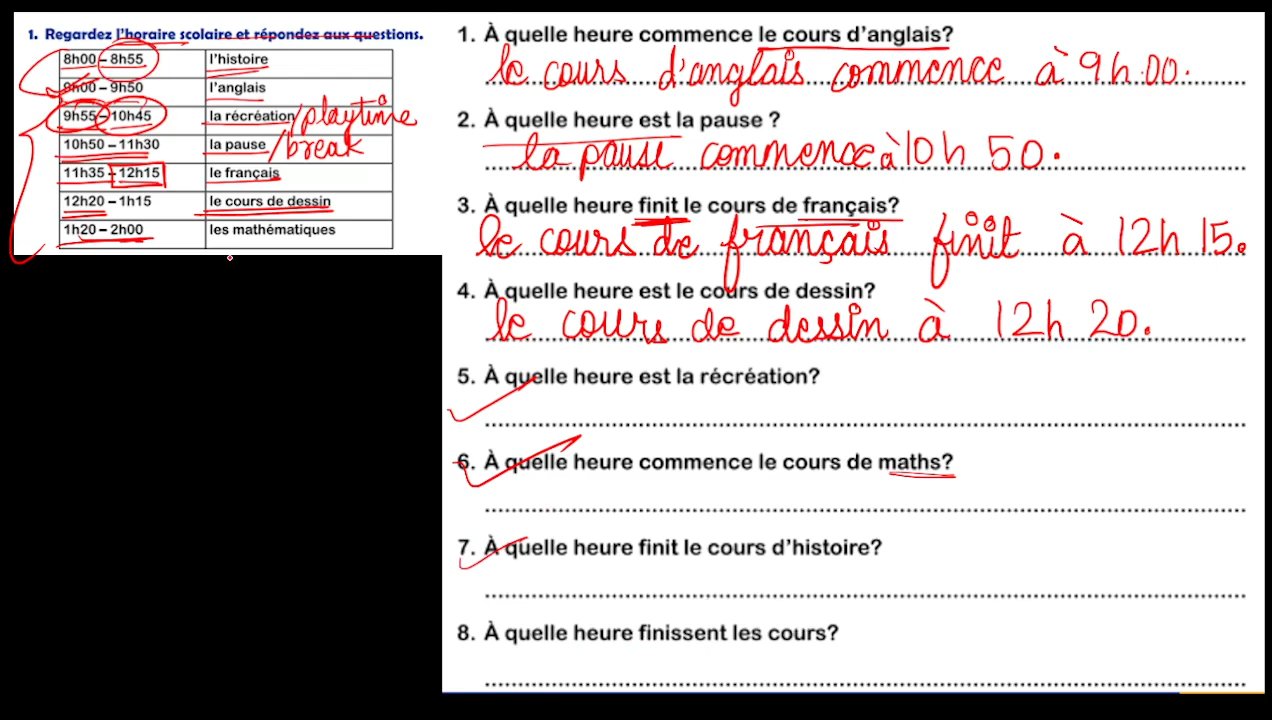 1. Regardez l'horaire scolaire et répondez aux questions.
8h00 – 8h55 l'histoire
9h00 – 9h50 l'anglais
9h55 – 10h45 la récréation /playtime
10h50 – 11h30 la pause /break
11h35 – 12h15 le français
12h20 – 1h15 le cours de dessin
1h20 – 2h00 les mathématiques
1. À quelle heure commence le cours d'anglais?
le cours d'anglais commence à 9h00.
2. À quelle heure est la pause ?
la pause commence à 10h 50.
3. À quelle heure finit le cours de français?
le cours de français finit à 12h 15.
4. À quelle heure est le cours de dessin?
le cours de dessin à 12h 20.
5. À quelle heure est la récréation?
6. À quelle heure commence le cours de maths?
7. À quelle heure finit le cours d'histoire?
8. À quelle heure finissent les cours?